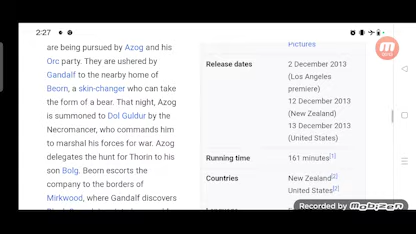 2:27
are being pursued by Azog and his
Orc party. They are ushered by
Gandalf to the nearby home of
Beorn, a skin-changer who can take
the form of a bear. That night, Azog
is summoned to Dol Guldur by the
Necromancer, who commands him
to marshal his forces for war. Azog
delegates the hunt for Thorin to his
son Bolg. Beorn escorts the
company to the borders of
Mirkwood, where Gandalf discovers
Pictures
Release dates
2 December 2013
(Los Angeles
premiere)
12 December 2013
(New Zealand)
13 December 2013
(United States)
Running time
161 minutes[1]
Countries
New Zealand[2]
United States[2]
Recorded by mobizen